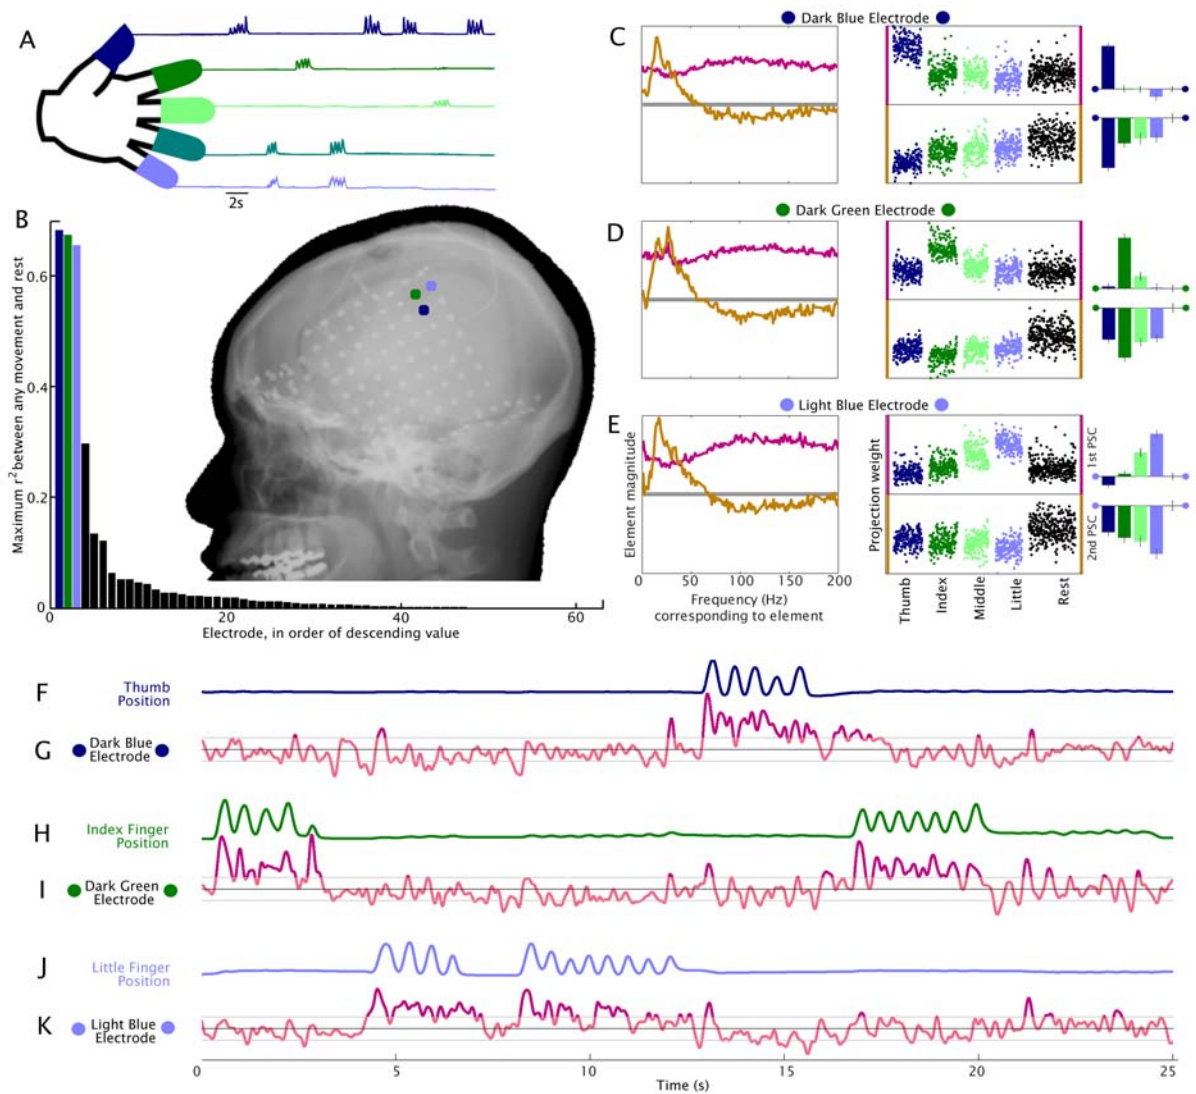 A
2s
B
Maximum r² between any movement and rest
0.6
0.4
0.2
0
0
20
40
60
Electrode, in order of descending value
C
Dark Blue Electrode
D
Dark Green Electrode
E
Light Blue Electrode
Element magnitude
0
50
100
150
200
Frequency (Hz)
corresponding to element
Projection weight
Thumb
Index
Middle
Little
Rest
1st PSC
2nd PSC
F
Thumb
Position
G
Dark Blue
Electrode
H
Index Finger
Position
I
Dark Green
Electrode
J
Little Finger
Position
K
Light Blue
Electrode
0
5
10
15
20
25
Time (s)